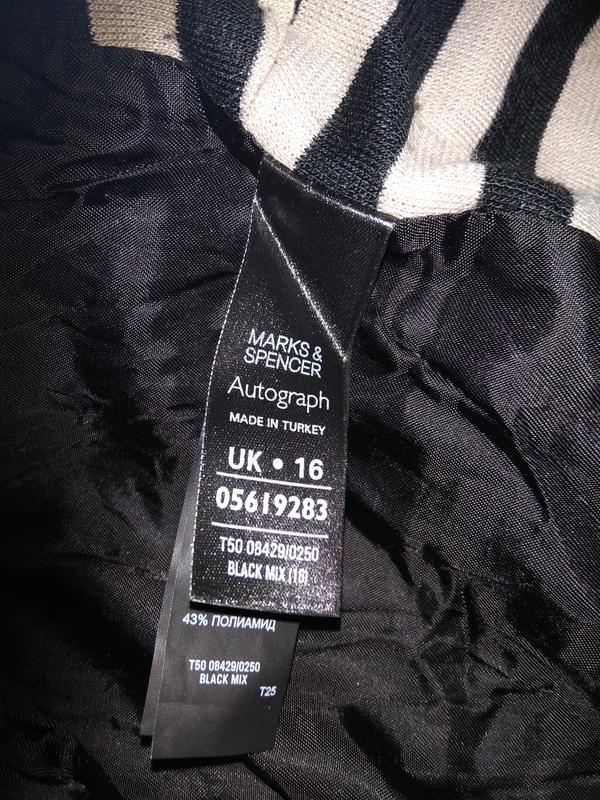 MARKS &
SPENCER
Autograph
MADE IN TURKEY
UK • 16
05619283
T50 08429/0250
BLACK MIX (16)
43% ПОЛИАМИД
T50 08429/0250
BLACK MIX
T25